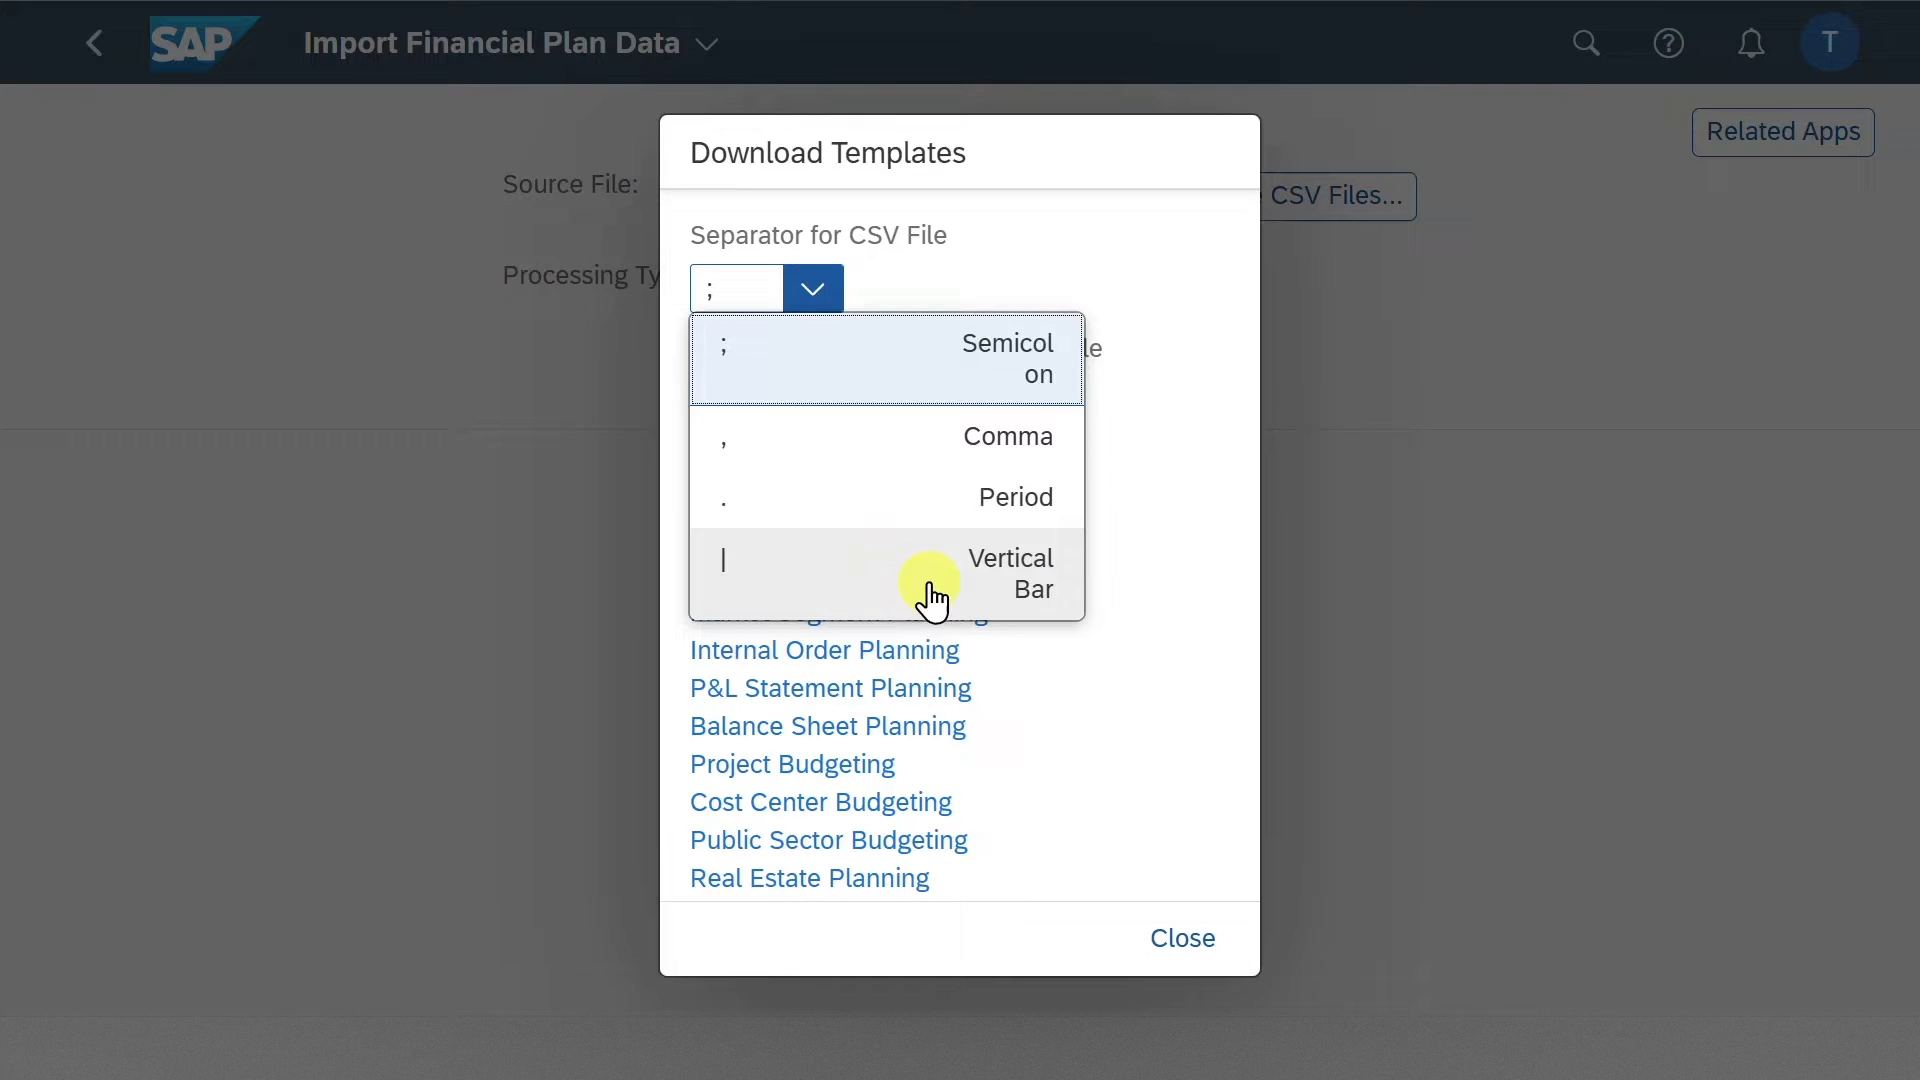 SAP Import Financial Plan Data
T
Related Apps
Download Templates
Source File:
CSV Files...
Separator for CSV File
Processing Ty
;
; Semicol
on
le
, Comma
. Period
| Vertical
Bar
Internal Order Planning
P&L Statement Planning
Balance Sheet Planning
Project Budgeting
Cost Center Budgeting
Public Sector Budgeting
Real Estate Planning
Close